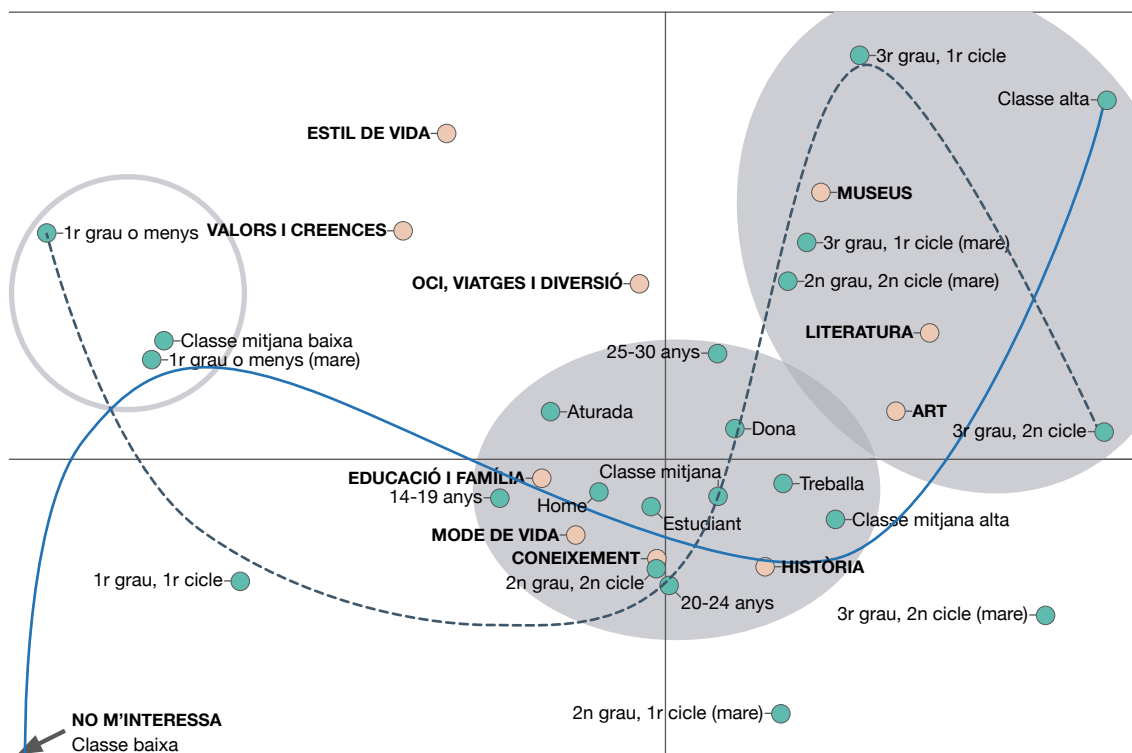 3r grau, 1r cicle
Classe alta
ESTIL DE VIDA
MUSEUS
1r grau o menys
VALORS I CREENCES
3r grau, 1r cicle (mare)
OCI, VIATGES I DIVERSIÓ
2n grau, 2n cicle (mare)
LITERATURA
Classe mitjana baixa
25-30 anys
1r grau o menys (mare)
Aturada
ART
Dona
3r grau, 2n cicle
Classe mitjana
EDUCACIÓ I FAMÍLIA
Treballa
14-19 anys
Home
Estudiant
Classe mitjana alta
MODE DE VIDA
CONEIXEMENT
HISTÒRIA
1r grau, 1r cicle
2n grau, 2n cicle
20-24 anys
3r grau, 2n cicle (mare)
2n grau, 1r cicle (mare)
NO M'INTERESSA
Classe baixa